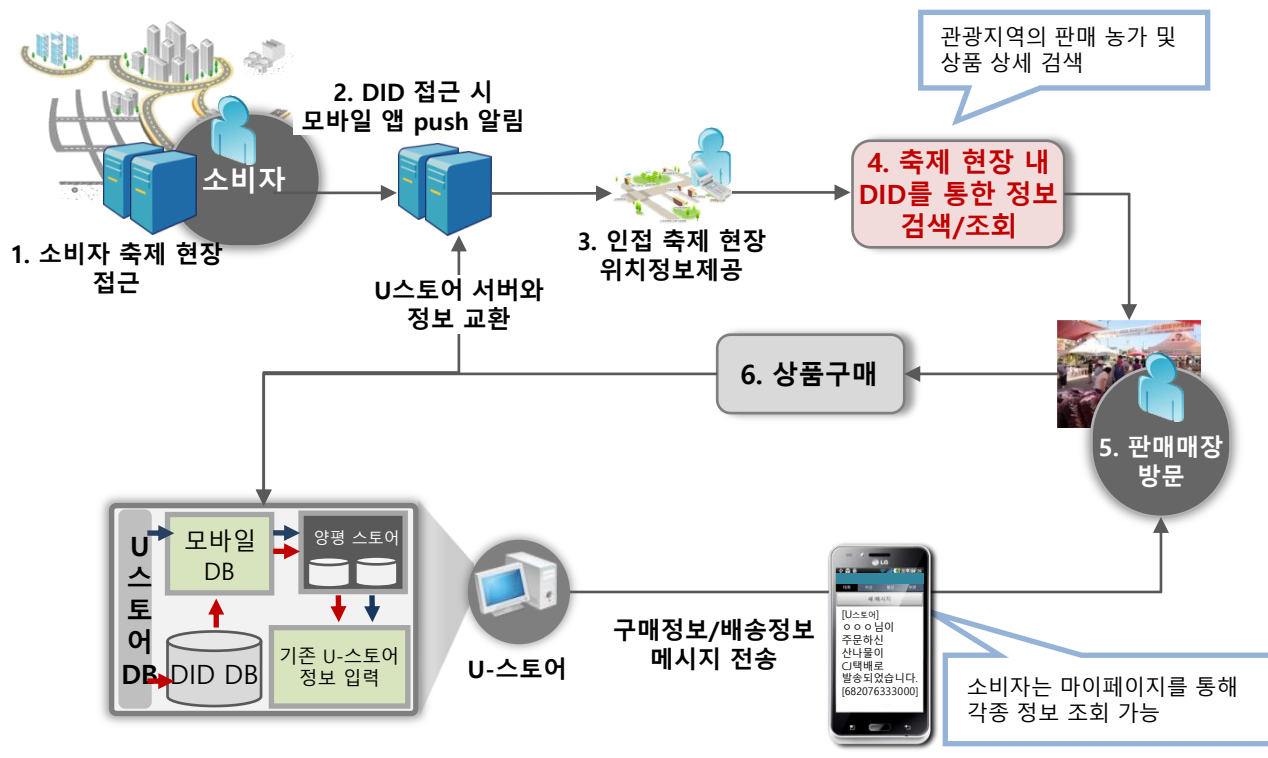 관광지역의 판매 농가 및
상품 상세 검색
2. DID 접근 시
모바일 앱 push 알림
소비자
4. 축제 현장 내
DID를 통한 정보
검색/조회
1. 소비자 축제 현장
접근
3. 인접 축제 현장
위치정보제공
U스토어 서버와
정보 교환
6. 상품구매
5. 판매매장
방문
U
스
토
어
DB
모바일
DB
양평 스토어
DID DB
기존 U-스토어
정보 입력
U-스토어
구매정보/배송정보
메시지 전송
LG
새 메시지
[U스토어]
ㅇㅇㅇ님이
주문하신
산나물이
CJ택배로
발송되었습니다.
[682076333000]
소비자는 마이페이지를 통해
각종 정보 조회 가능